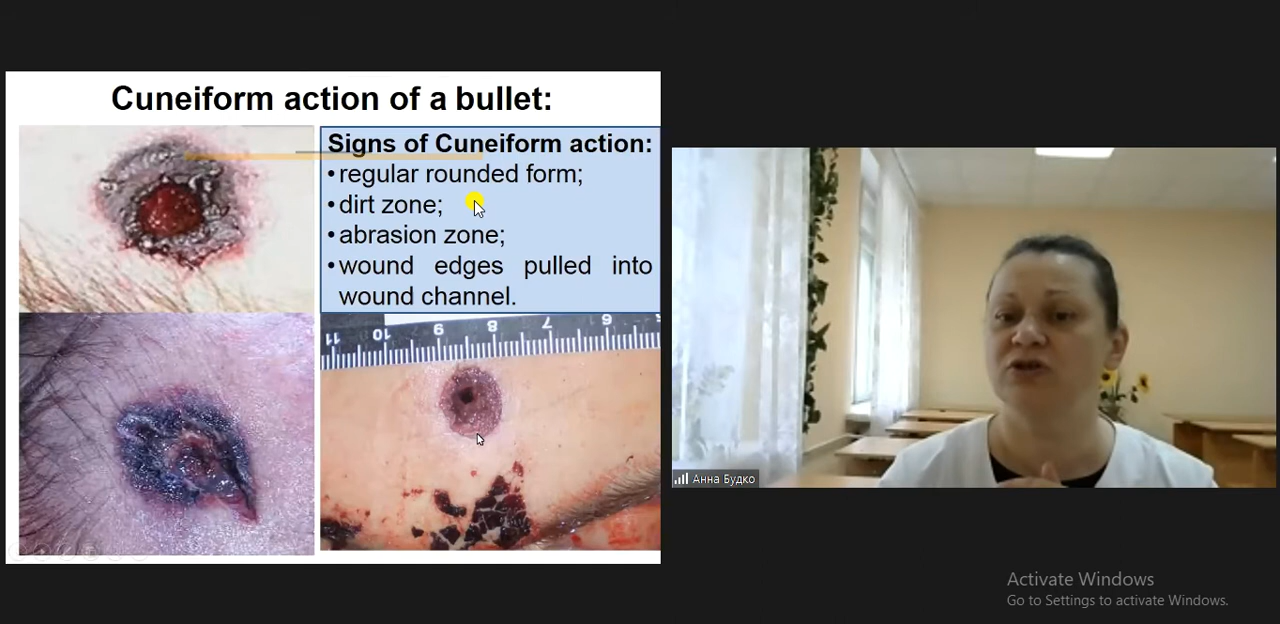 Cuneiform action of a bullet:
Signs of Cuneiform action:
•regular rounded form;
•dirt zone;
•abrasion zone;
•wound edges pulled into
wound channel.
11 10 9 8 7 6
Анна Будко
Activate Windows
Go to Settings to activate Windows.